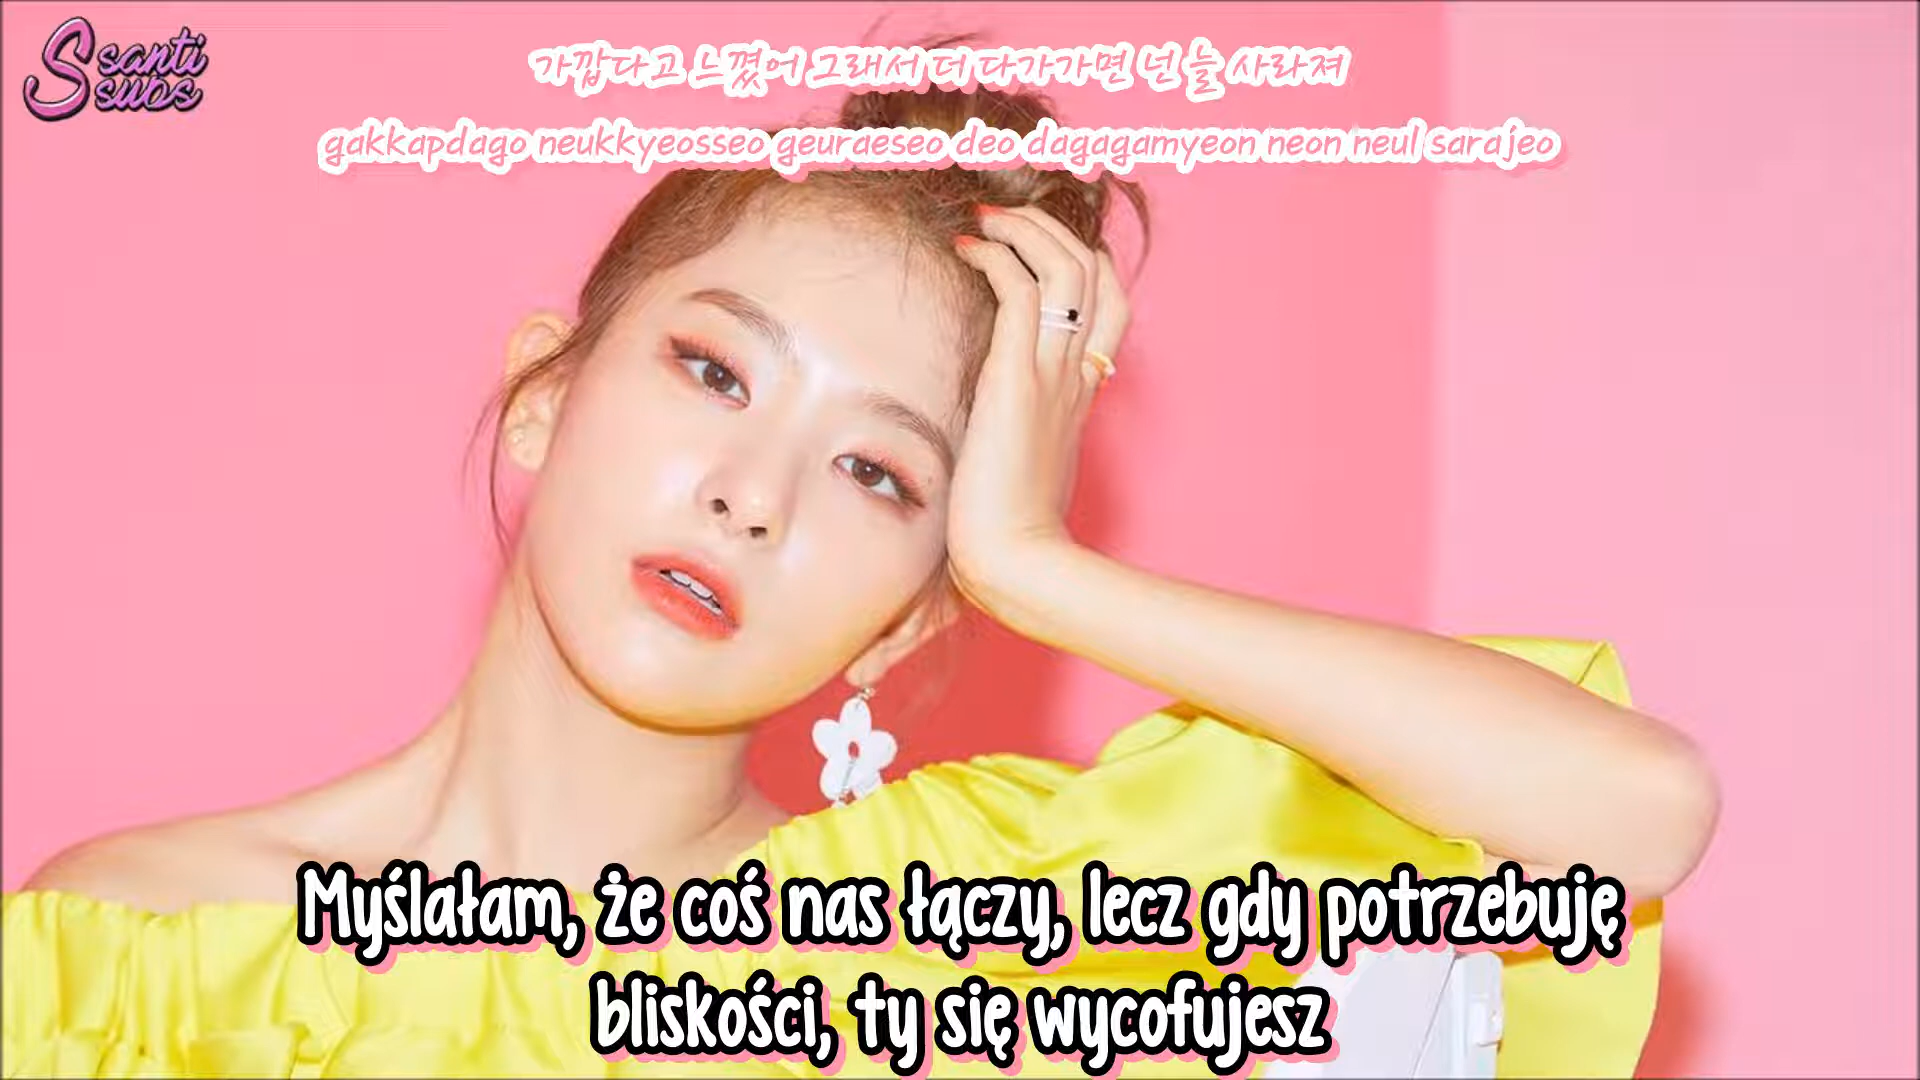 Ssanti
subs
가깝다고 느꼈어 그래서 더 다가가면 넌 늘 사라져
gakkapdago neukkyeosseo geuraeseo deo dagagamyeon neon neul sarajeo
Myślałam, że coś nas łączy, lecz gdy potrzebuję
bliskości, ty się wycofujesz